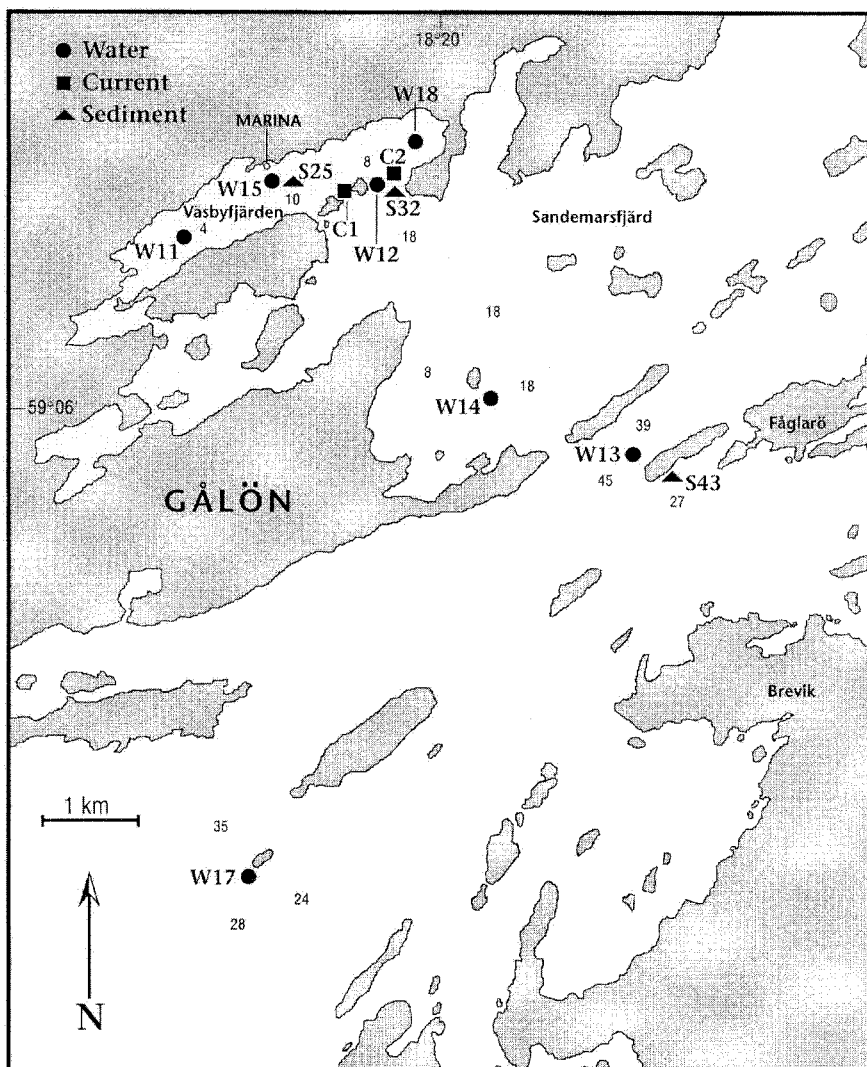 18°20
Water
Current
Sediment
W18
MARINA
8
C2
W15
S25
10
S32
Väsbyfjärden
C1
W12
Sandemarsfjärd
4
W11
18
18
8
18
W14
59°06
39
Fåglarö
W13
45
S43
27
GÅLÖN
Brevik
1 km
35
W17
24
28
N